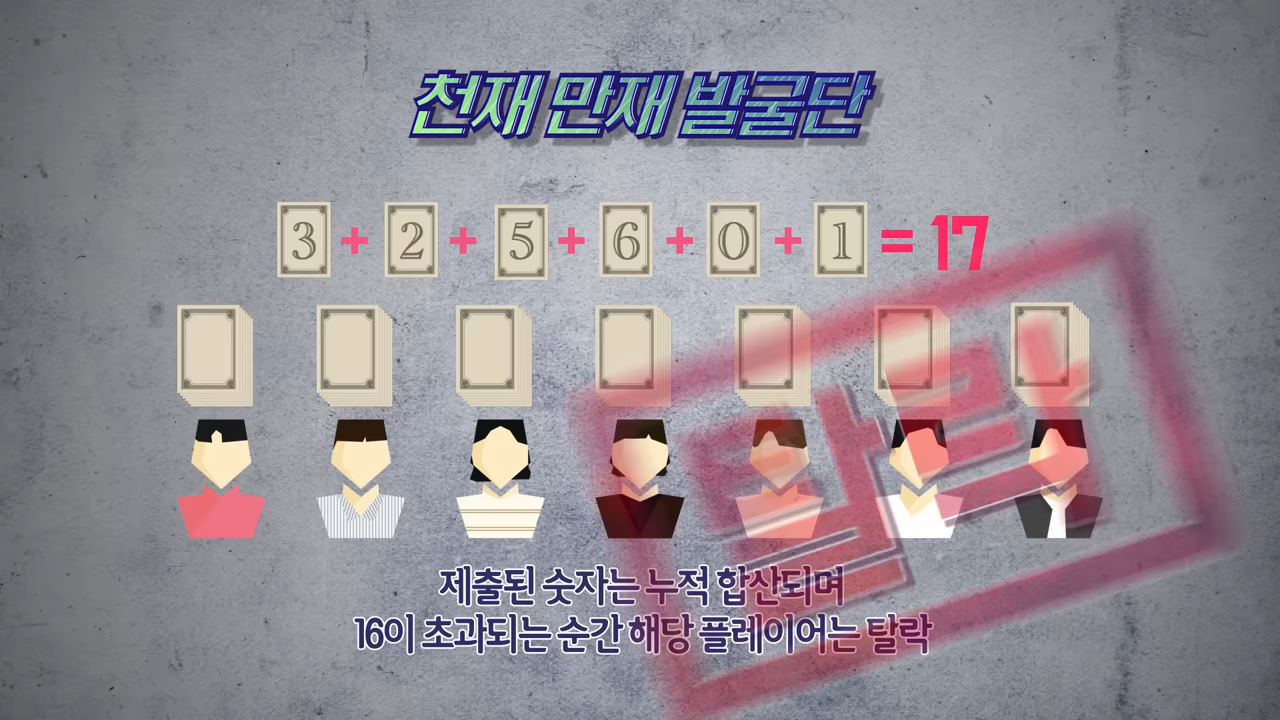 천재 만재 발굴단
3 + 2 + 5 + 6 + 0 + 1 = 17
탈락
제출된 숫자는 누적 합산되며
16이 초과되는 순간 해당 플레이어는 탈락